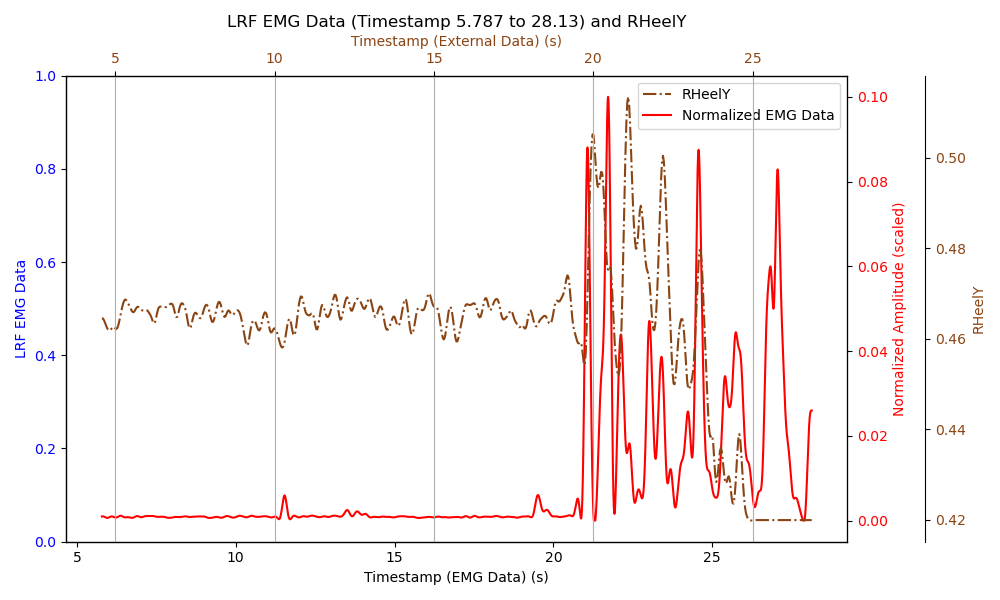 LRF EMG Data (Timestamp 5.787 to 28.13) and RHeelY
Timestamp (External Data) (s)
5 10 15 20 25
RHeelY
Normalized EMG Data
1.0
0.8
0.6
0.4
0.2
0.0
LRF EMG Data
0.10
0.08
0.06
0.04
0.02
0.00
Normalized Amplitude (scaled)
0.50
0.48
0.46
0.44
0.42
RHeelY
5 10 15 20 25
Timestamp (EMG Data) (s)